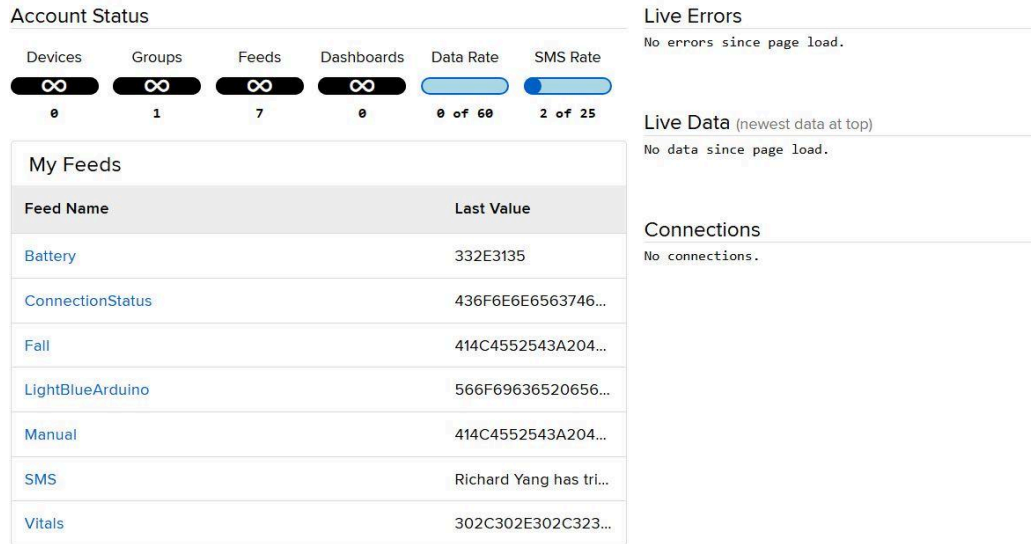 Account Status
Devices Groups Feeds Dashboards Data Rate SMS Rate
∞ ∞ ∞ ∞
0 1 7 0 0 of 60 2 of 25
My Feeds
Feed Name Last Value
Battery 332E3135
ConnectionStatus 436F6E6E6563746...
Fall 414C4552543A204...
LightBlueArduino 566F69636520656...
Manual 414C4552543A204...
SMS Richard Yang has tri...
Vitals 302C302E302C323...
Live Errors
No errors since page load.
Live Data (newest data at top)
No data since page load.
Connections
No connections.